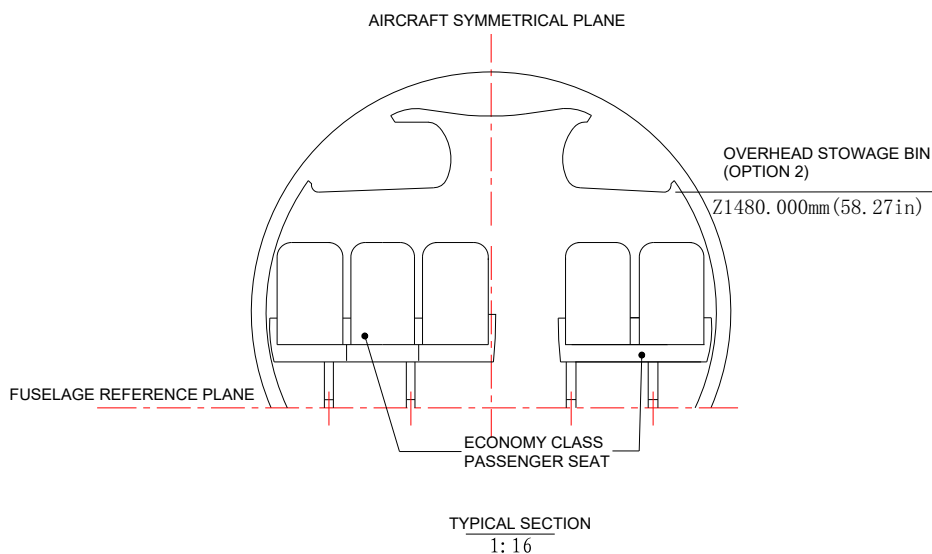 AIRCRAFT SYMMETRICAL PLANE
OVERHEAD STOWAGE BIN
(OPTION 2)
Z1480.000mm(58.27in)
FUSELAGE REFERENCE PLANE
ECONOMY CLASS
PASSENGER SEAT
TYPICAL SECTION
1:16